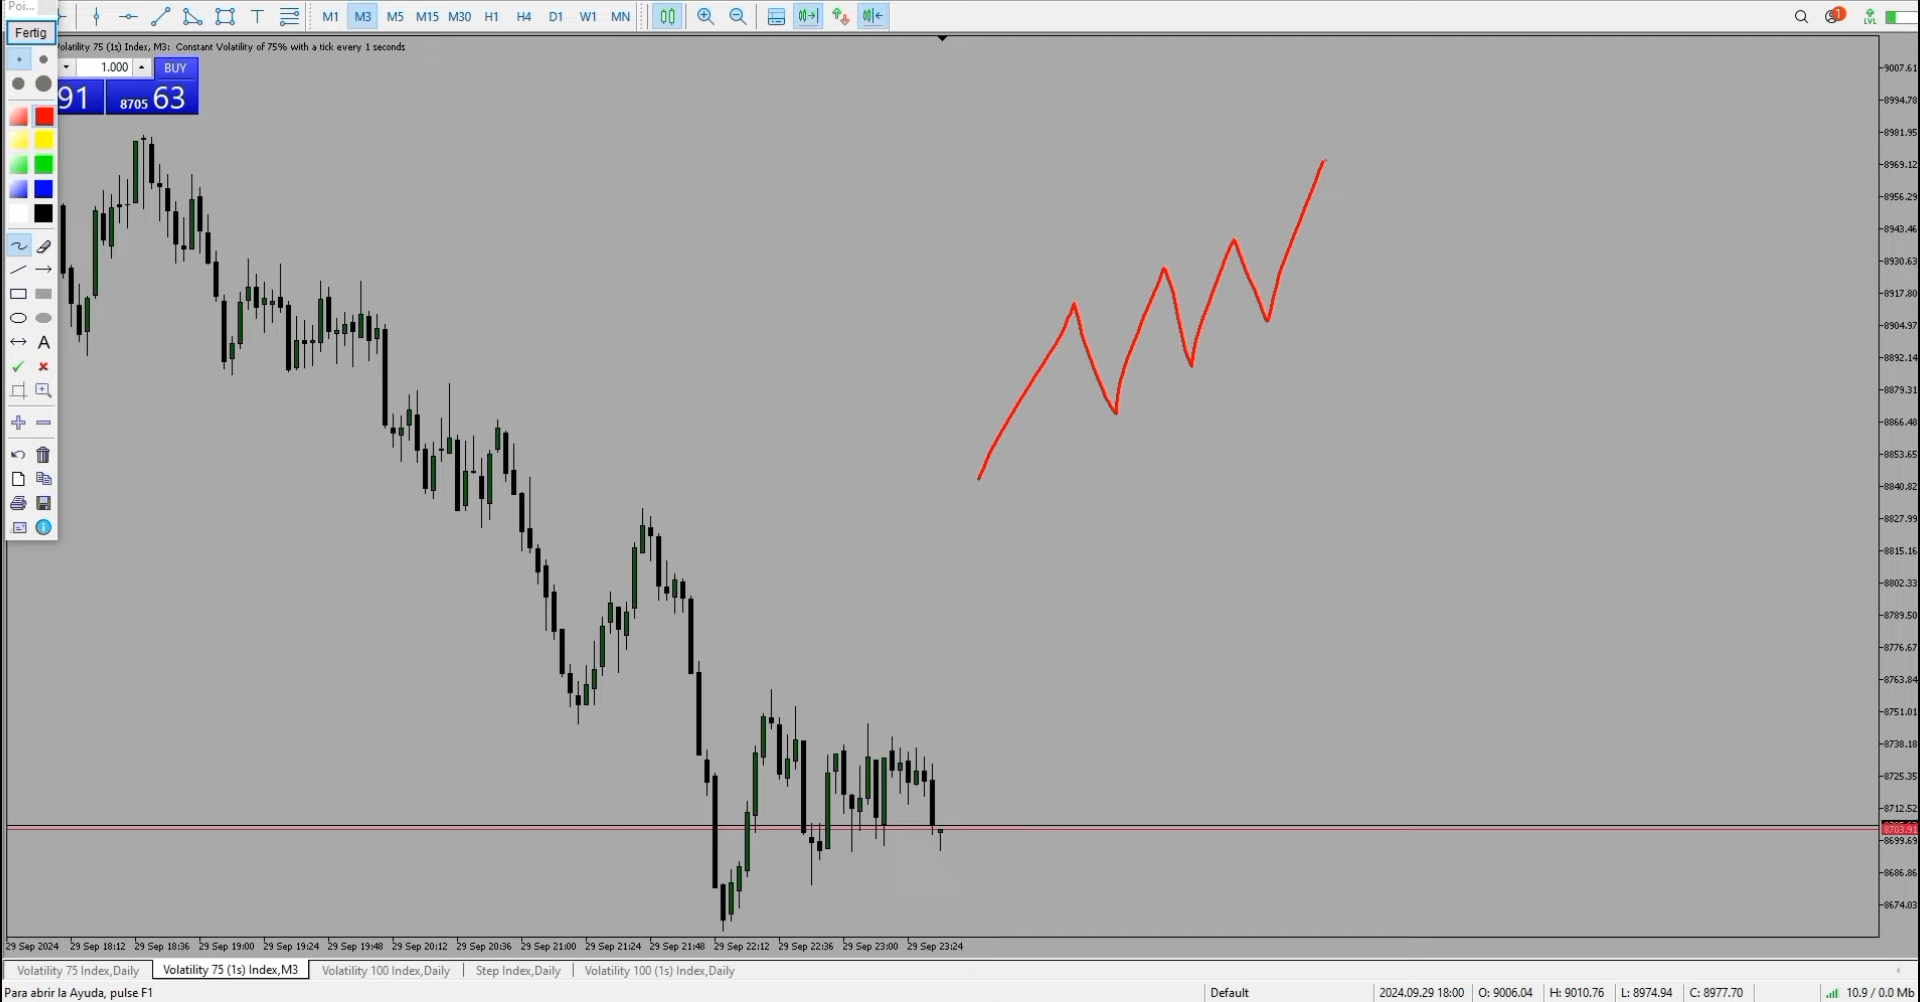 Poi...
Fertig
M1 M3 M5 M15 M30 H1 H4 D1 W1 MN
1
LVL
Volatility 75 (1s) Index, M3: Constant Volatility of 75% with a tick every 1 seconds
1.000 BUY
91 8705 63
T
A
9007.61
8994.78
8981.95
8969.12
8956.29
8943.46
8930.63
8917.80
8904.97
8892.14
8879.31
8866.48
8853.65
8840.82
8827.99
8815.16
8802.33
8789.50
8776.67
8763.84
8751.01
8738.18
8725.35
8712.52
8703.91
8699.69
8686.86
8674.03
29 Sep 2024 29 Sep 18:12 29 Sep 18:36 29 Sep 19:00 29 Sep 19:24 29 Sep 19:48 29 Sep 20:12 29 Sep 20:36 29 Sep 21:00 29 Sep 21:24 29 Sep 21:48 29 Sep 22:12 29 Sep 22:36 29 Sep 23:00 29 Sep 23:24
Volatility 75 Index,Daily Volatility 75 (1s) Index,M3 Volatility 100 Index,Daily Step Index,Daily Volatility 100 (1s) Index,Daily
Para abrir la Ayuda, pulse F1 Default 2024.09.29 18:00 O: 9006.04 H: 9010.76 L: 8974.94 C: 8977.70 10.9 / 0.0 Mb